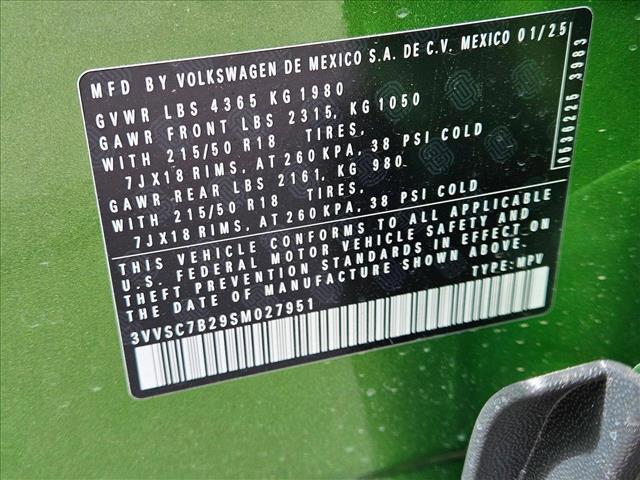 MFD BY VOLKSWAGEN DE MEXICO S.A. DE C.V. MEXICO 01/25
GVWR LBS 4365 KG 1980
GAWR FRONT LBS 2315, KG 1050
WITH 215/50 R18 TIRES,
7JX18 RIMS, AT 260 KPA, 38 PSI COLD
GAWR REAR LBS 2161, KG 980
WITH 215/50 R18 TIRES,
7JX18 RIMS, AT 260 KPA, 38 PSI COLD
THIS VEHICLE CONFORMS TO ALL APPLICABLE
U.S. FEDERAL MOTOR VEHICLE SAFETY AND
THEFT PREVENTION STANDARDS IN EFFECT ON
THE DATE OF MANUFACTURE SHOWN ABOVE.
TYPE: MPV
3VVSC7B29SM027951
0530225 3983